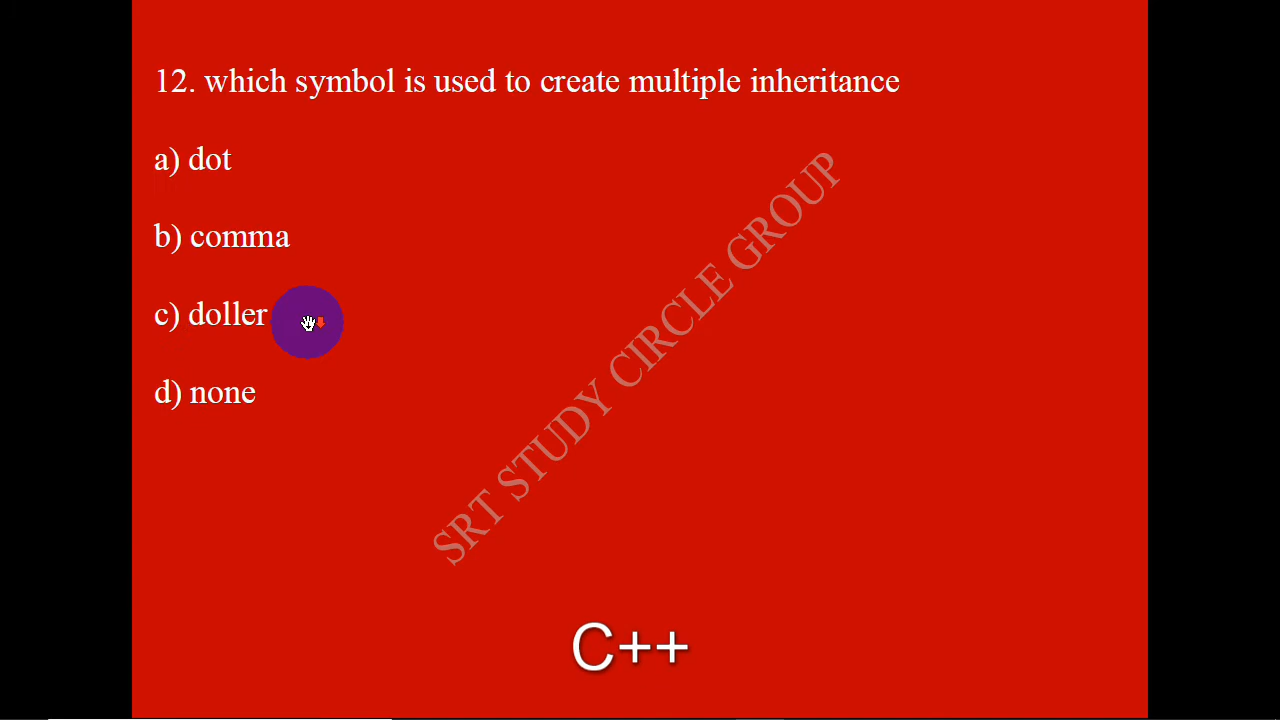 12. which symbol is used to create multiple inheritance
a) dot
b) comma
c) doller
d) none
SRT STUDY CIRCLE GROUP
C++